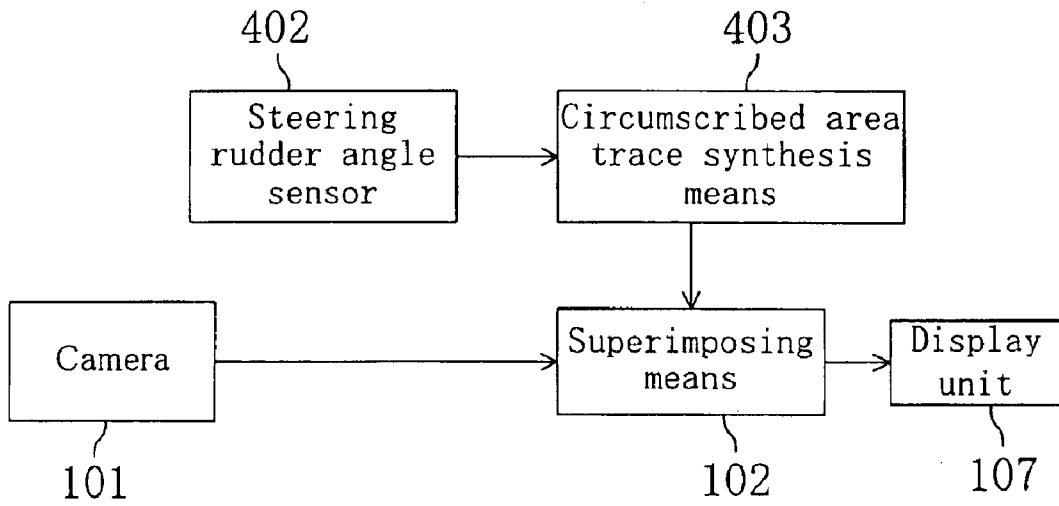 402
403
Steering
rudder angle
sensor
Circumscribed area
trace synthesis
means
Camera
Superimposing
means
Display
unit
101
102
107